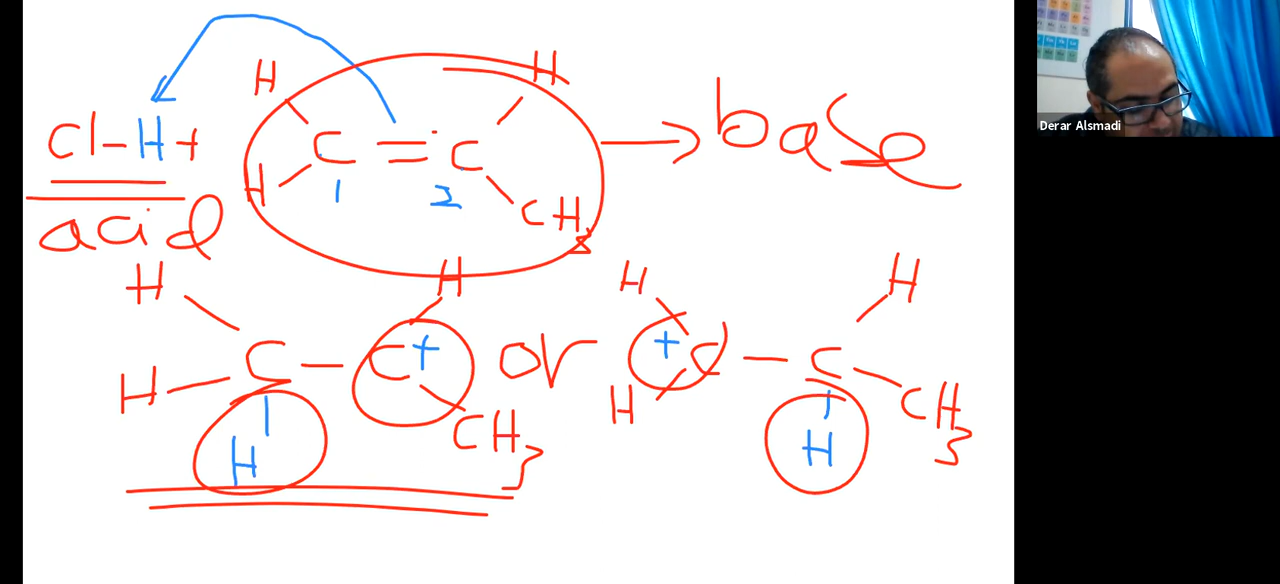 H H
Cl-H + C = C → base
H 1 2 CH3
acid
H H H H
C - C+ or +C - C
H CH3 H CH3
H H
Derar Alsmadi